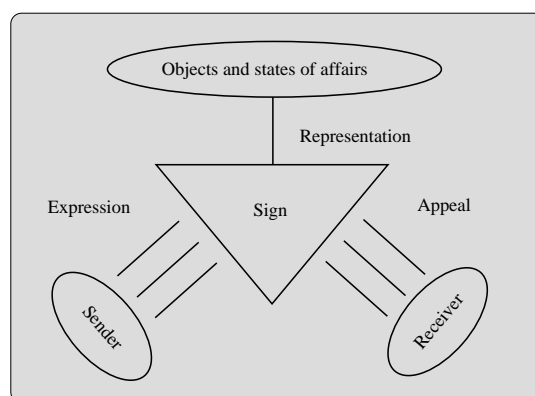 Objects and states of affairs
Representation
Expression
Sign
Appeal
Sender
Receiver